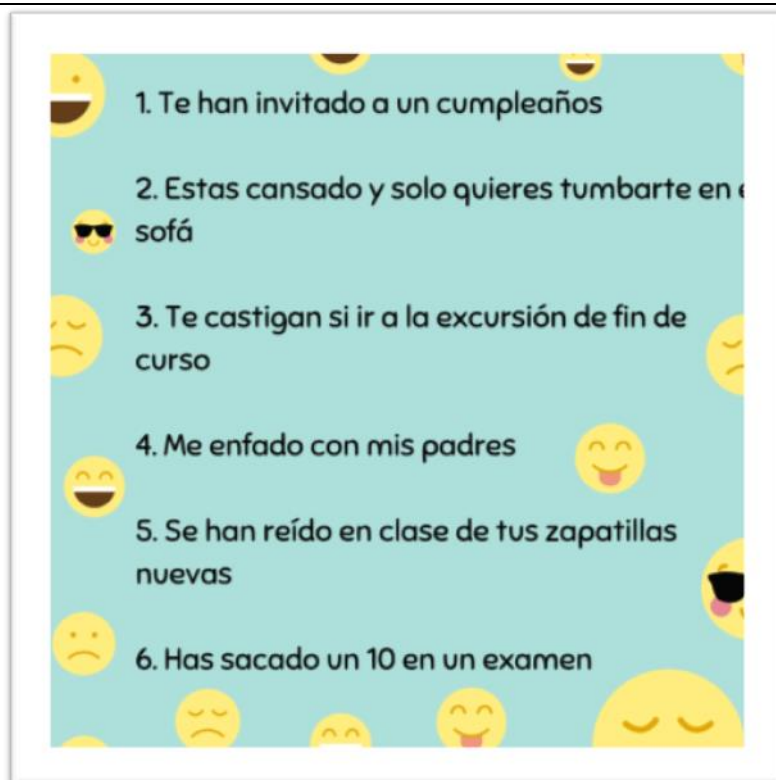 1. Te han invitado a un cumpleaños
2. Estas cansado y solo quieres tumbarte en
sofá
3. Te castigan si ir a la excursión de fin de
curso
4. Me enfado con mis padres
5. Se han reído en clase de tus zapatillas
nuevas
6. Has sacado un 10 en un examen